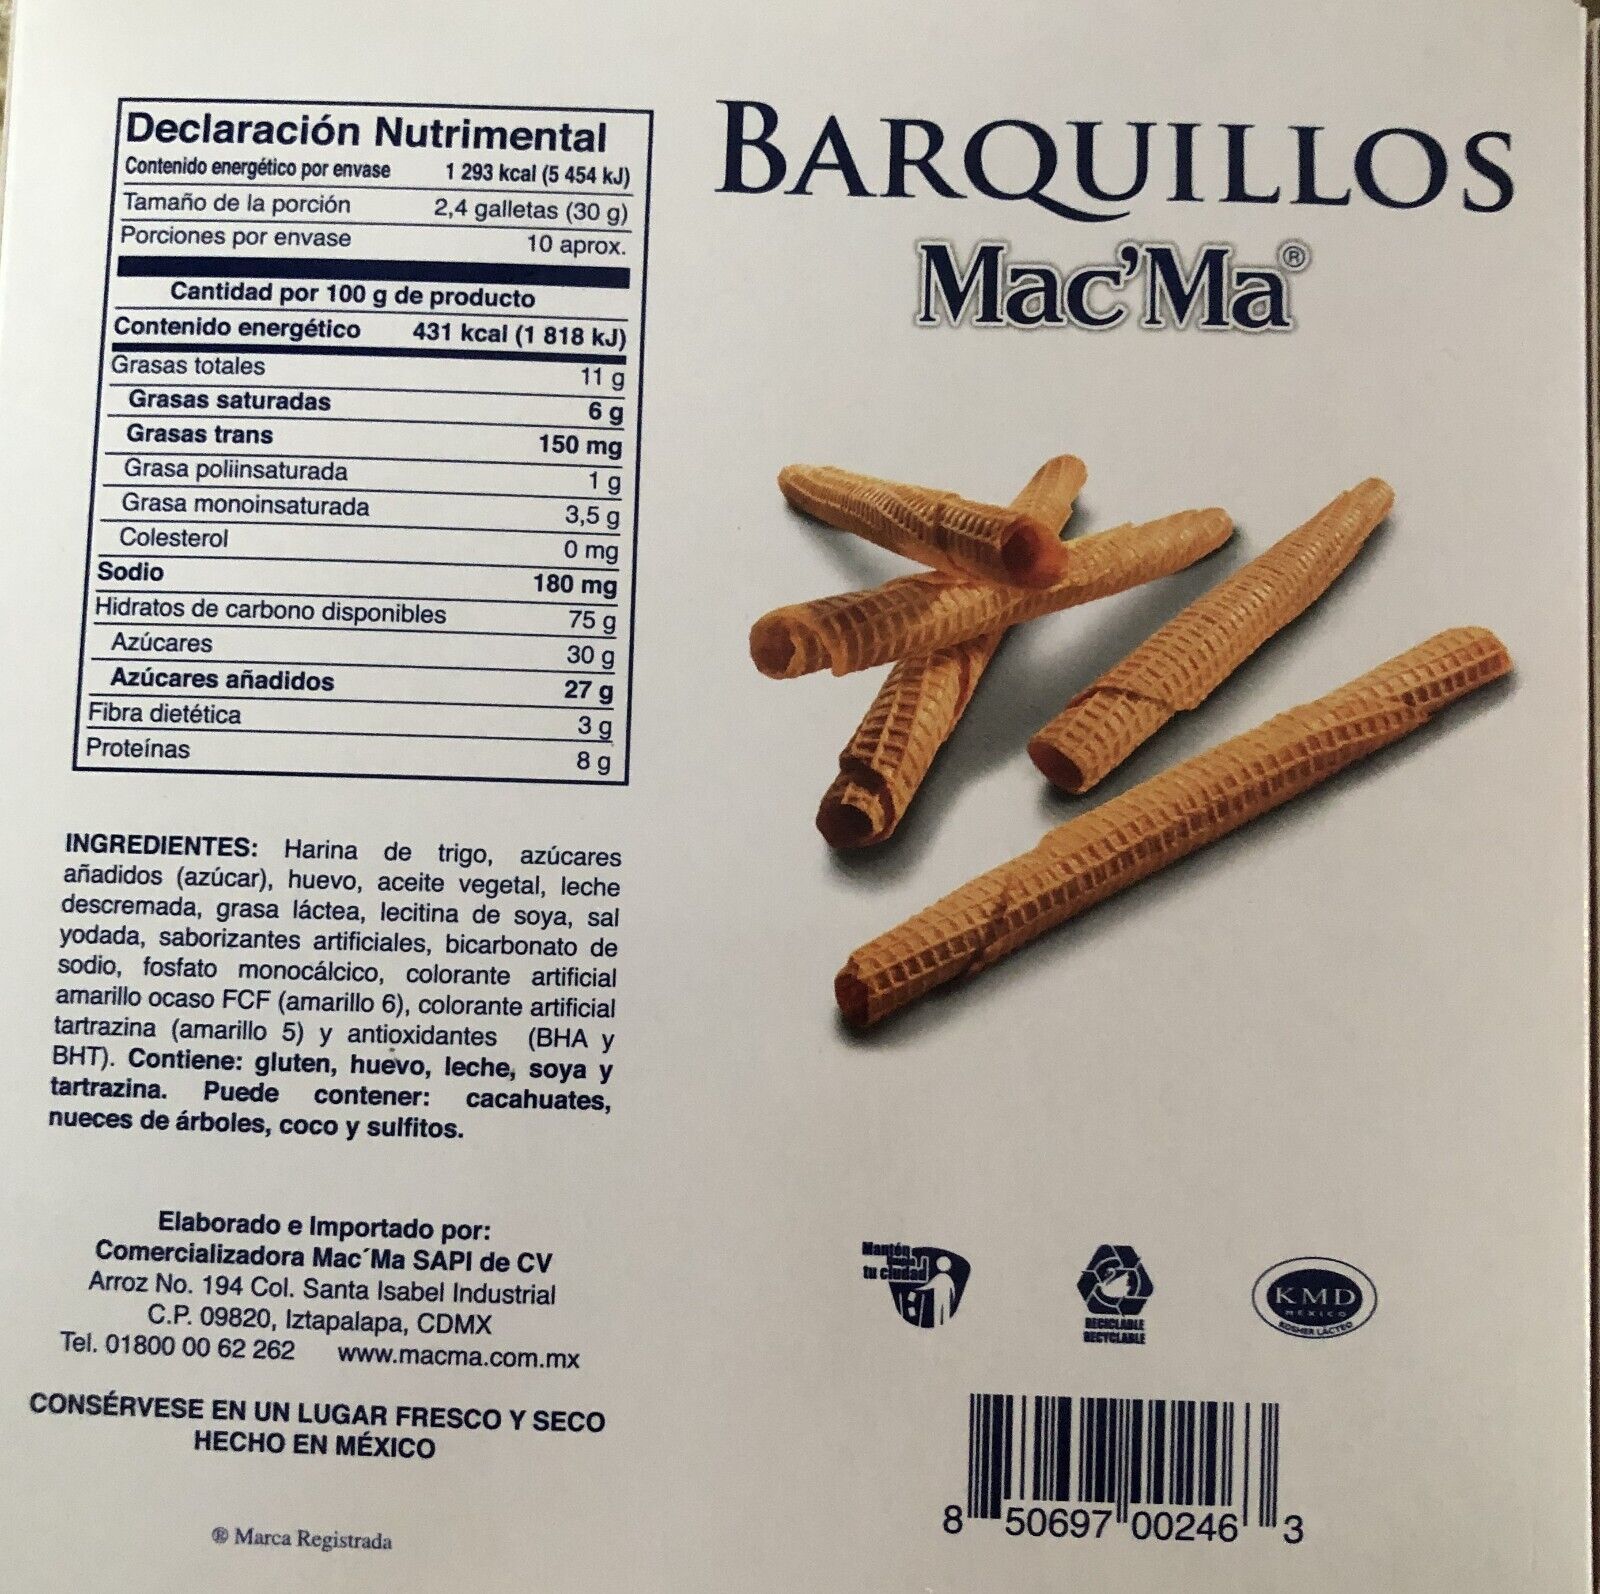 Declaración Nutrimental
Contenido energético por envase 1 293 kcal (5 454 kJ)
Tamaño de la porción 2,4 galletas (30 g)
Porciones por envase 10 aprox.
Cantidad por 100 g de producto
Contenido energético 431 kcal (1 818 kJ)
Grasas totales 11 g
Grasas saturadas 6 g
Grasas trans 150 mg
Grasa poliinsaturada 1 g
Grasa monoinsaturada 3,5 g
Colesterol 0 mg
Sodio 180 mg
Hidratos de carbono disponibles 75 g
Azúcares 30 g
Azúcares añadidos 27 g
Fibra dietética 3 g
Proteínas 8 g
INGREDIENTES: Harina de trigo, azúcares
añadidos (azúcar), huevo, aceite vegetal, leche
descremada, grasa láctea, lecitina de soya, sal
yodada, saborizantes artificiales, bicarbonato de
sodio, fosfato monocálcico, colorante artificial
amarillo ocaso FCF (amarillo 6), colorante artificial
tartrazina (amarillo 5) y antioxidantes (BHA y
BHT). Contiene: gluten, huevo, leche, soya y
tartrazina. Puede contener: cacahuates,
nueces de árboles, coco y sulfitos.
Elaborado e Importado por:
Comercializadora Mac´Ma SAPI de CV
Arroz No. 194 Col. Santa Isabel Industrial
C.P. 09820, Iztapalapa, CDMX
Tel. 01800 00 62 262 www.macma.com.mx
CONSÉRVESE EN UN LUGAR FRESCO Y SECO
HECHO EN MÉXICO
® Marca Registrada
BARQUILLOS
Mac'Ma®
Mantén
limpia
tu ciudad
RECICLABLE
RECYCLABLE
KMD
MEXICO
KOSHER LÁCTEO
8 50697 00246 3